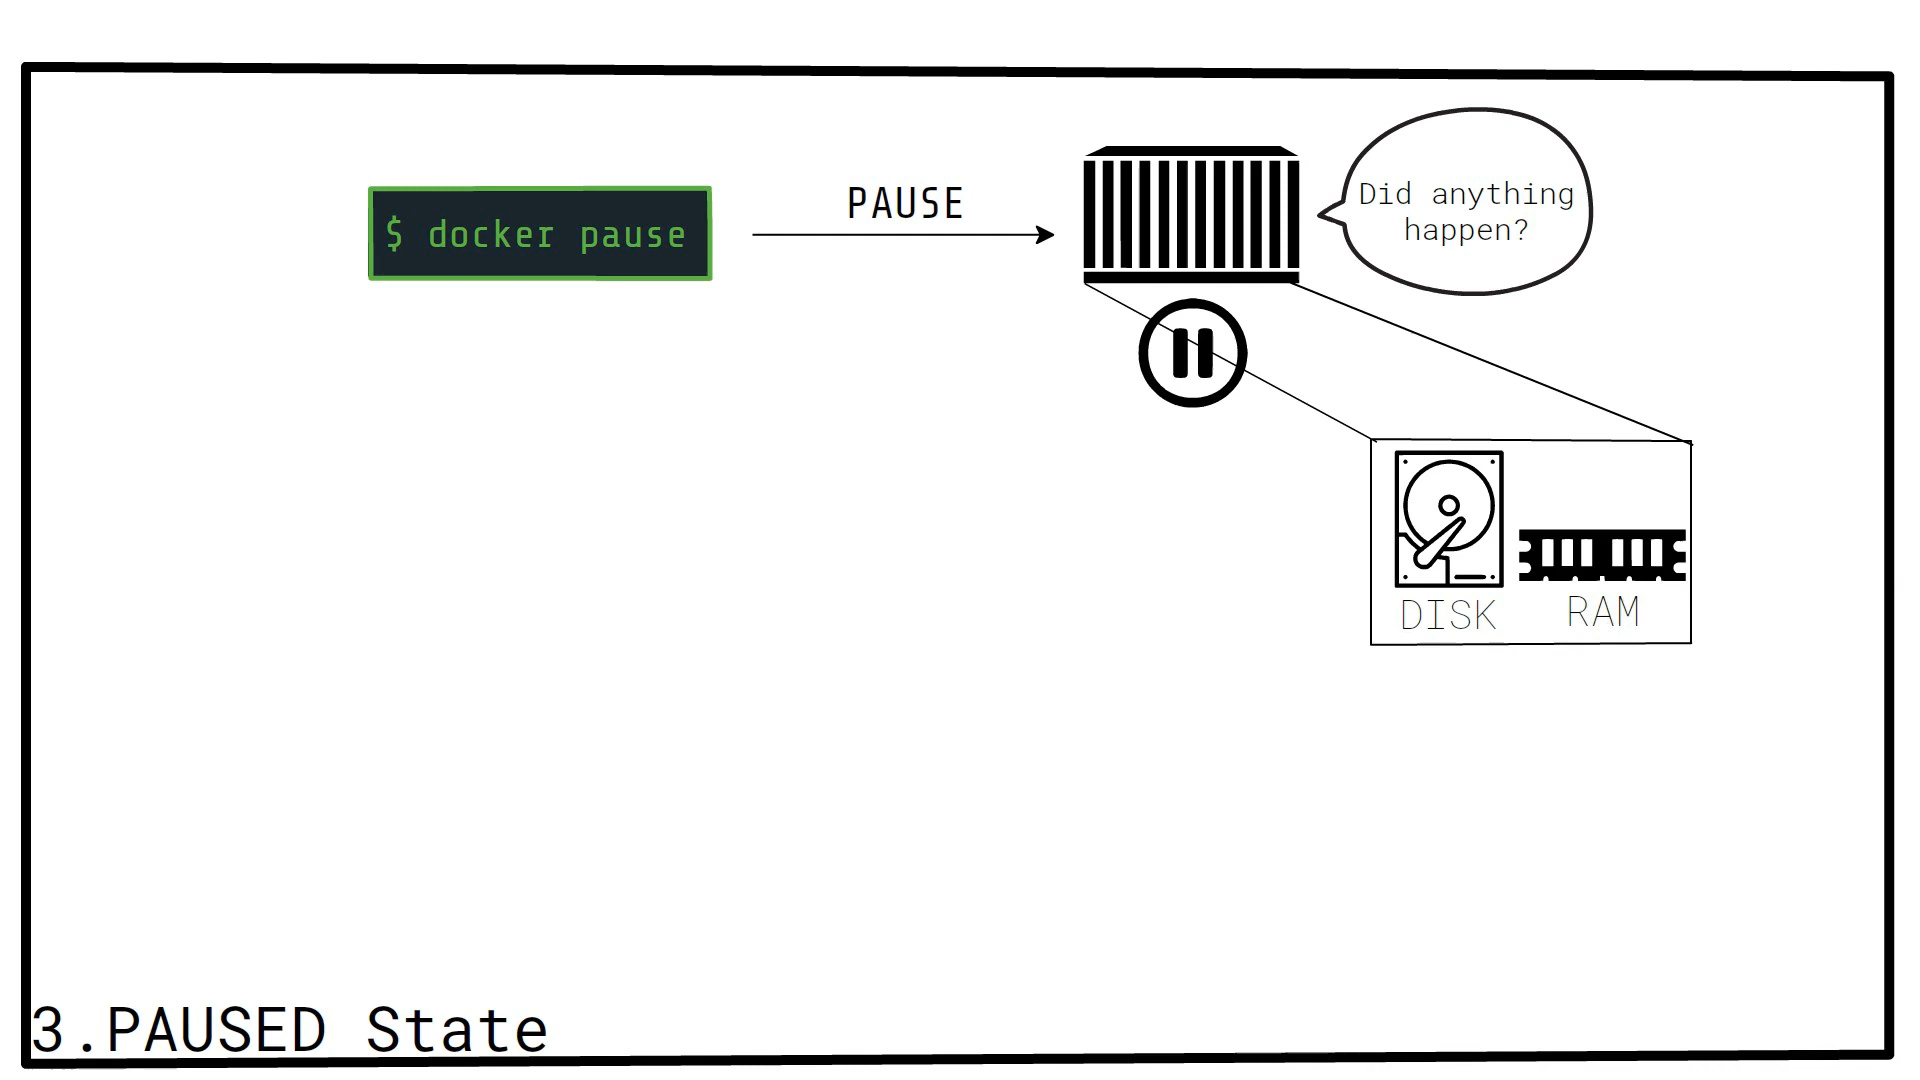 $ docker pause
PAUSE
Did anything
happen?
DISK
RAM
3.PAUSED State